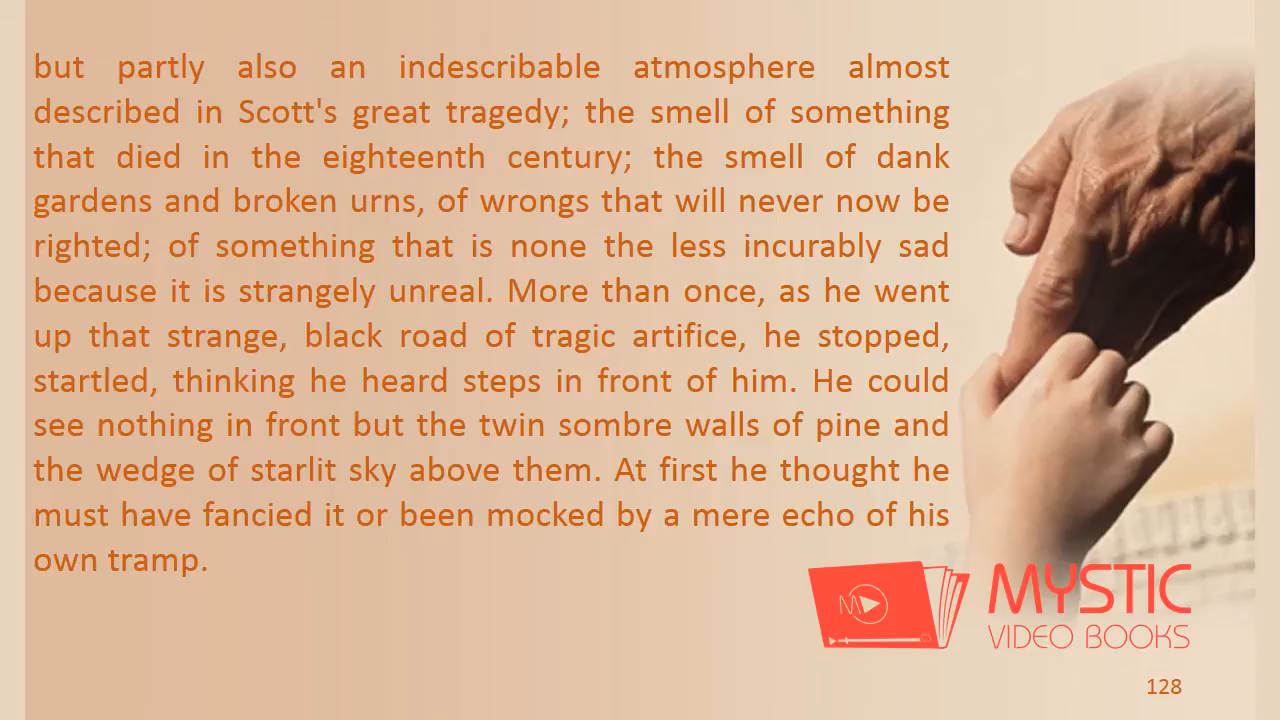 but partly also an indescribable atmosphere almost
described in Scott's great tragedy; the smell of something
that died in the eighteenth century; the smell of dank
gardens and broken urns, of wrongs that will never now be
righted; of something that is none the less incurably sad
because it is strangely unreal. More than once, as he went
up that strange, black road of tragic artifice, he stopped,
startled, thinking he heard steps in front of him. He could
see nothing in front but the twin sombre walls of pine and
the wedge of starlit sky above them. At first he thought he
must have fancied it or been mocked by a mere echo of his
own tramp.
M
MYSTIC
VIDEO BOOKS
128